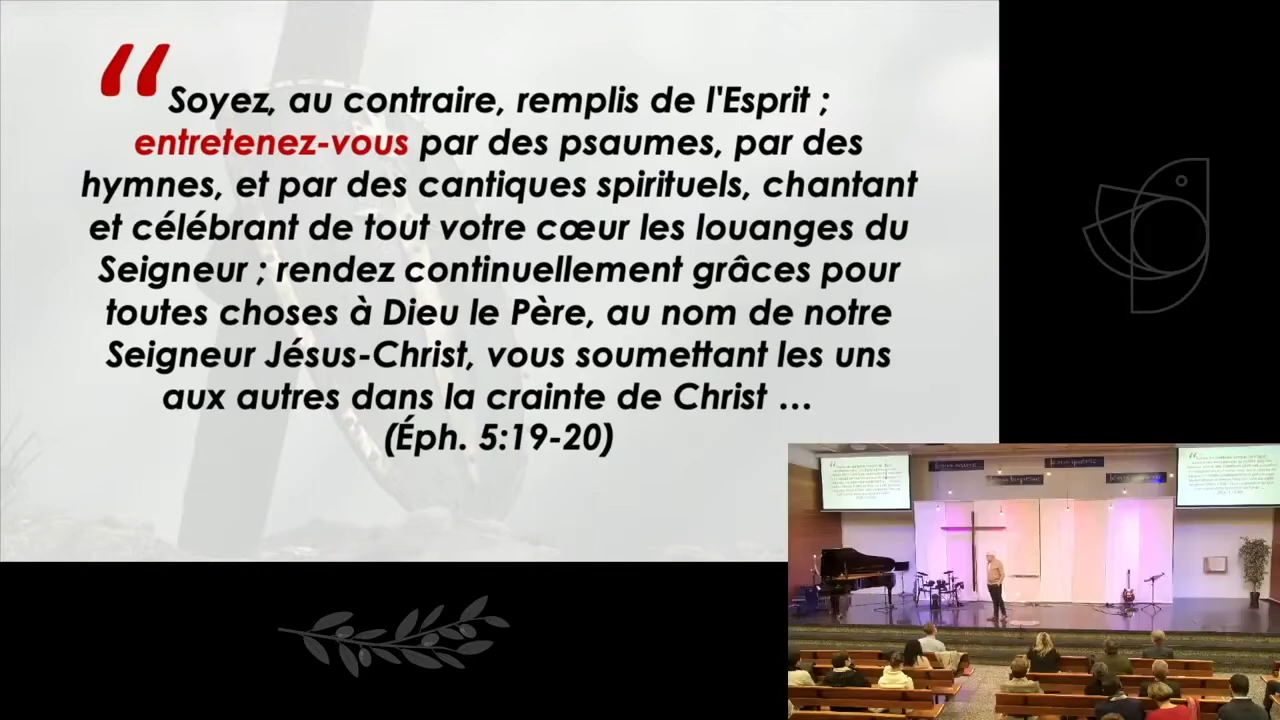 “Soyez, au contraire, remplis de l'Esprit ;
entretenez-vous par des psaumes, par des
hymnes, et par des cantiques spirituels, chantant
et célébrant de tout votre cœur les louanges du
Seigneur ; rendez continuellement grâces pour
toutes choses à Dieu le Père, au nom de notre
Seigneur Jésus-Christ, vous soumettant les uns
aux autres dans la crainte de Christ …
(Éph. 5:19-20)